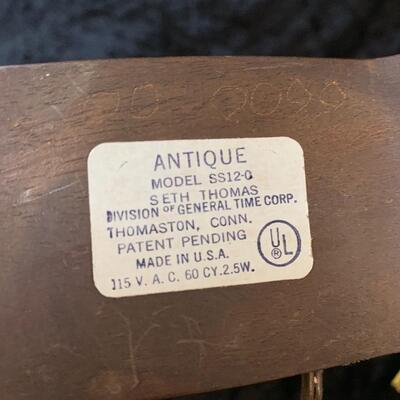 ANTIQUE
MODEL SS12-0
SETH THOMAS
DIVISION OF GENERAL TIME CORP.
THOMASTON, CONN.
PATENT PENDING
MADE IN U.S.A.
115 V. A. C. 60 CY. 2.5W.
UL
®